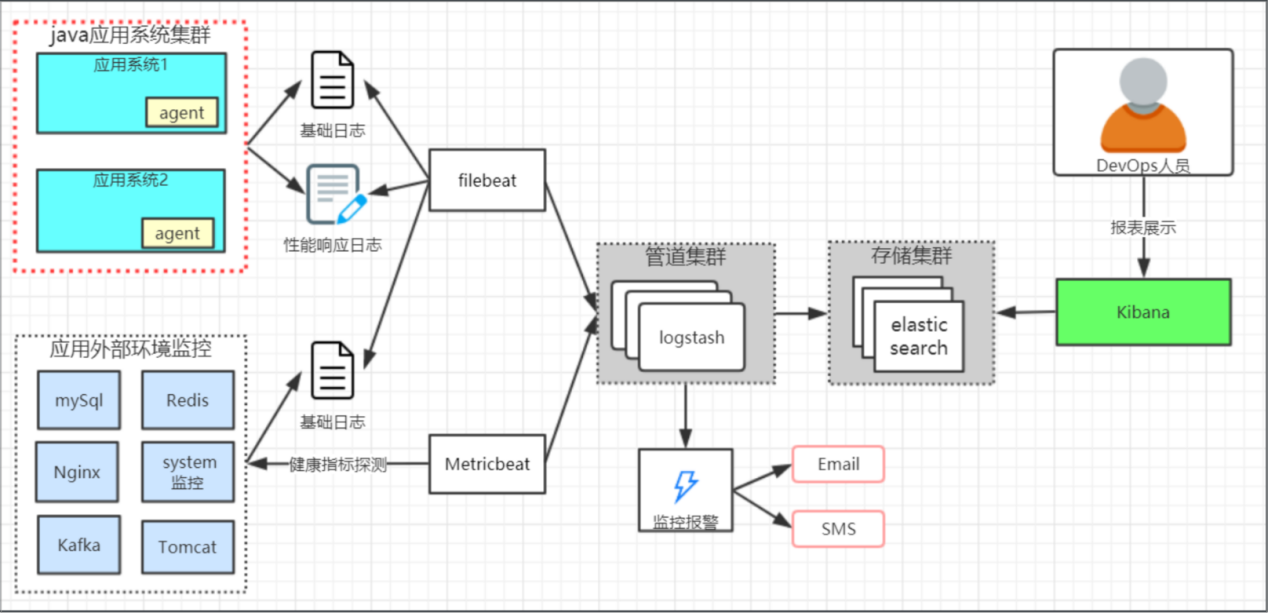 java应用系统集群
应用系统1
agent
应用系统2
agent
基础日志
性能响应日志
filebeat
应用外部环境监控
mySql
Redis
Nginx
system
监控
Kafka
Tomcat
基础日志
健康指标探测
Metricbeat
管道集群
logstash
存储集群
elastic
search
监控报警
Email
SMS
DevOps人员
报表展示
Kibana